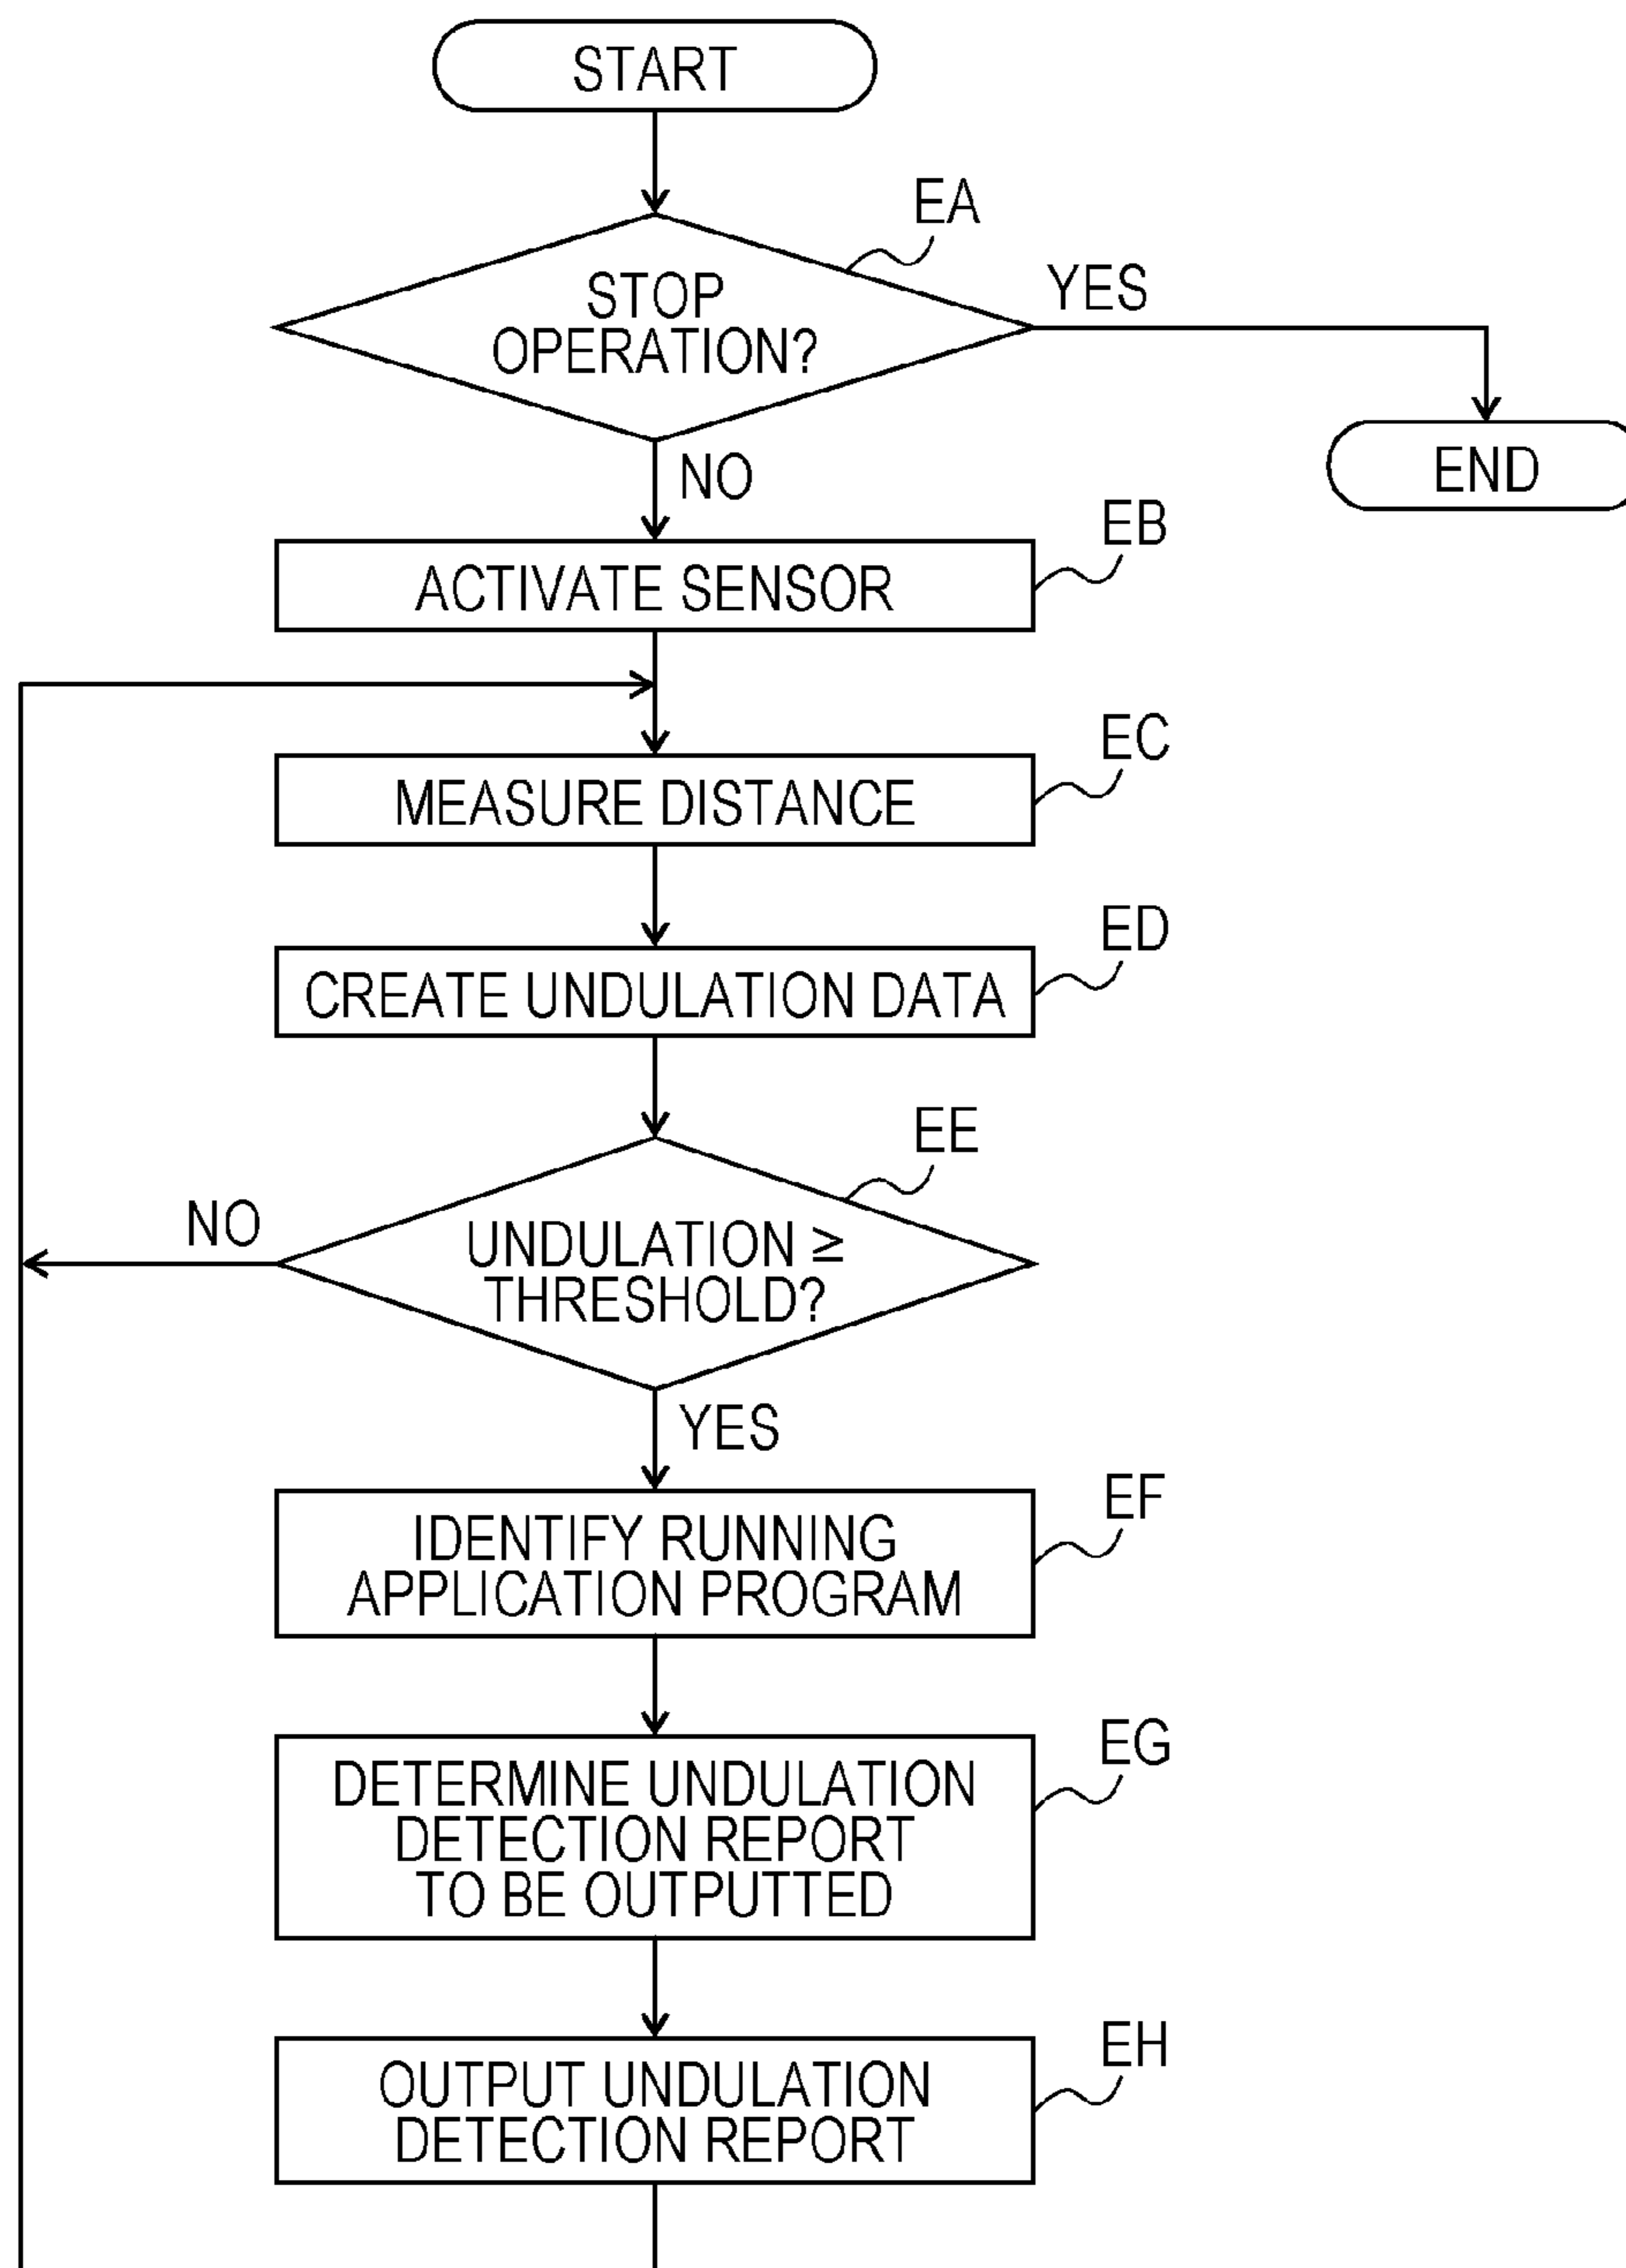 START
EA
STOP
OPERATION?
YES
NO
END
EB
ACTIVATE SENSOR
EC
MEASURE DISTANCE
ED
CREATE UNDULATION DATA
EE
NO
UNDULATION ≥
THRESHOLD?
YES
EF
IDENTIFY RUNNING
APPLICATION PROGRAM
EG
DETERMINE UNDULATION
DETECTION REPORT
TO BE OUTPUTTED
EH
OUTPUT UNDULATION
DETECTION REPORT